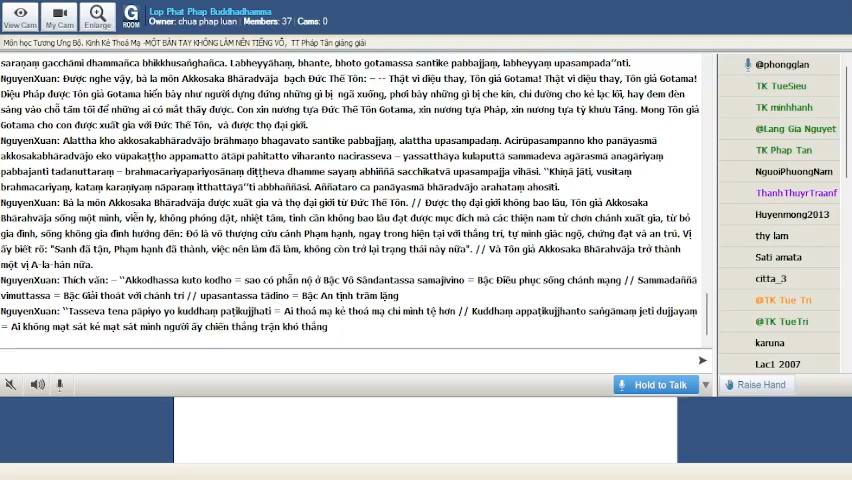 Lop Phat Phap Buddhadhamma
Owner: chua phap luan Members: 37 Cams: 0
View Cam My Cam Enlarge ROOM
Môn học Tương Ưng Bộ. Kinh Kẻ Thoá Mạ -MỘT BÀN TAY KHÔNG LÀM NÊN TIẾNG VỖ, TT Pháp Tân giảng giải
saraṇaṃ gacchāmi dhammañca bhikkhusaṅghañca. Labheyyāhaṃ, bhante, bhoto gotamassa santike pabbajjaṃ, labheyyaṃ upasampada’’nti.
NguyenXuan: Được nghe vậy, bà la môn Akkosaka Bhāradvāja bạch Đức Thế Tôn: – -- Thật vi diệu thay, Tôn giả Gotama! Thật vi diệu thay, Tôn giả Gotama!
Diệu Pháp được Tôn giả Gotama hiển bày như người dựng đứng những gì bị ngã xuống, phơi bày những gì bị che kín, chỉ đường cho kẻ lạc lối, hay đem đèn
sáng vào chỗ tăm tối để những ai có mắt thấy được. Con xin nương tựa Đức Thế Tôn Gotama, xin nương tựa Pháp, xin nương tựa tỳ khưu Tăng. Mong Tôn giả
Gotama cho con được xuất gia với Đức Thế Tôn, và được thọ đại giới.
NguyenXuan: Alattha kho akkosakabhāradvājo brāhmaṇo bhagavato santike pabbajjaṃ, alattha upasampadaṃ. Acirūpasampanno kho panāyasmā
akkosakabhāradvājo eko vūpakaṭṭho appamatto ātāpī pahitatto viharanto nacirasseva – yassatthāya kulaputtā sammadeva agārasmā anagāriyaṃ
pabbajanti tadanuttaraṃ – brahmacariyapariyosānaṃ diṭṭheva dhamme sayaṃ abhiññā sacchikatvā upasampajja vihāsi. ‘‘Khīṇā jāti, vusitaṃ
brahmacariyaṃ, kataṃ karaṇīyaṃ nāparaṃ itthattāyā’’ti abbhaññāsi. Aññataro ca panāyasmā bhāradvājo arahataṃ ahosīti.
NguyenXuan: Bà la môn Akkosaka Bhāradvāja được xuất gia và thọ đại giới từ Đức Thế Tôn. // Được thọ đại giới không bao lâu, Tôn giả Akkosaka
Bhārahvāja sống một mình, viễn ly, không phóng dật, nhiệt tâm, tinh cần không bao lâu đạt được mục đích mà các thiện nam tử chơn chánh xuất gia, từ bỏ
gia đình, sống không gia đình hướng đến: Đó là vô thượng cứu cánh Phạm hạnh, ngay trong hiện tại với thắng trí, tự mình giác ngộ, chứng đạt và an trú. Vị
ấy biết rõ: "Sanh đã tận, Phạm hạnh đã thành, việc nên làm đã làm, không còn trở lại trạng thái này nữa". // Và Tôn giả Akkosaka Bhārahvāja trở thành
một vị A-la-hán nữa.
NguyenXuan: Thích văn: – ‘‘Akkodhassa kuto kodho = sao có phẫn nộ ở Bậc Vô Sândantassa samajīvino = Bậc Điều phục sống chánh mạng // Sammadaññā
vimuttassa = Bậc Giải thoát với chánh trí // upasantassa tādino = Bậc An tịnh trầm lặng
NguyenXuan: ‘‘Tasseva tena pāpiyo yo kuddhaṃ paṭikujjhati = Ai thoá mạ kẻ thoá mạ chỉ mình tệ hơn // Kuddhaṃ appaṭikujjhanto saṅgāmaṃ jeti dujjayaṃ
= Ai không mạt sát kẻ mạt sát mình người ấy chiến thắng trận khó thắng
Hold to Talk
@phongglan
TK TueSieu
TK minhhanh
@Lang Gia Nguyet
TK Phap Tan
NguoiPhuongNam
ThanhThuyrTraanf
Huyenmong2013
thy lam
Sati amata
citta_3
@TK Tue Tri
@TK TueTri
karuna
Lac1 2007
Raise Hand